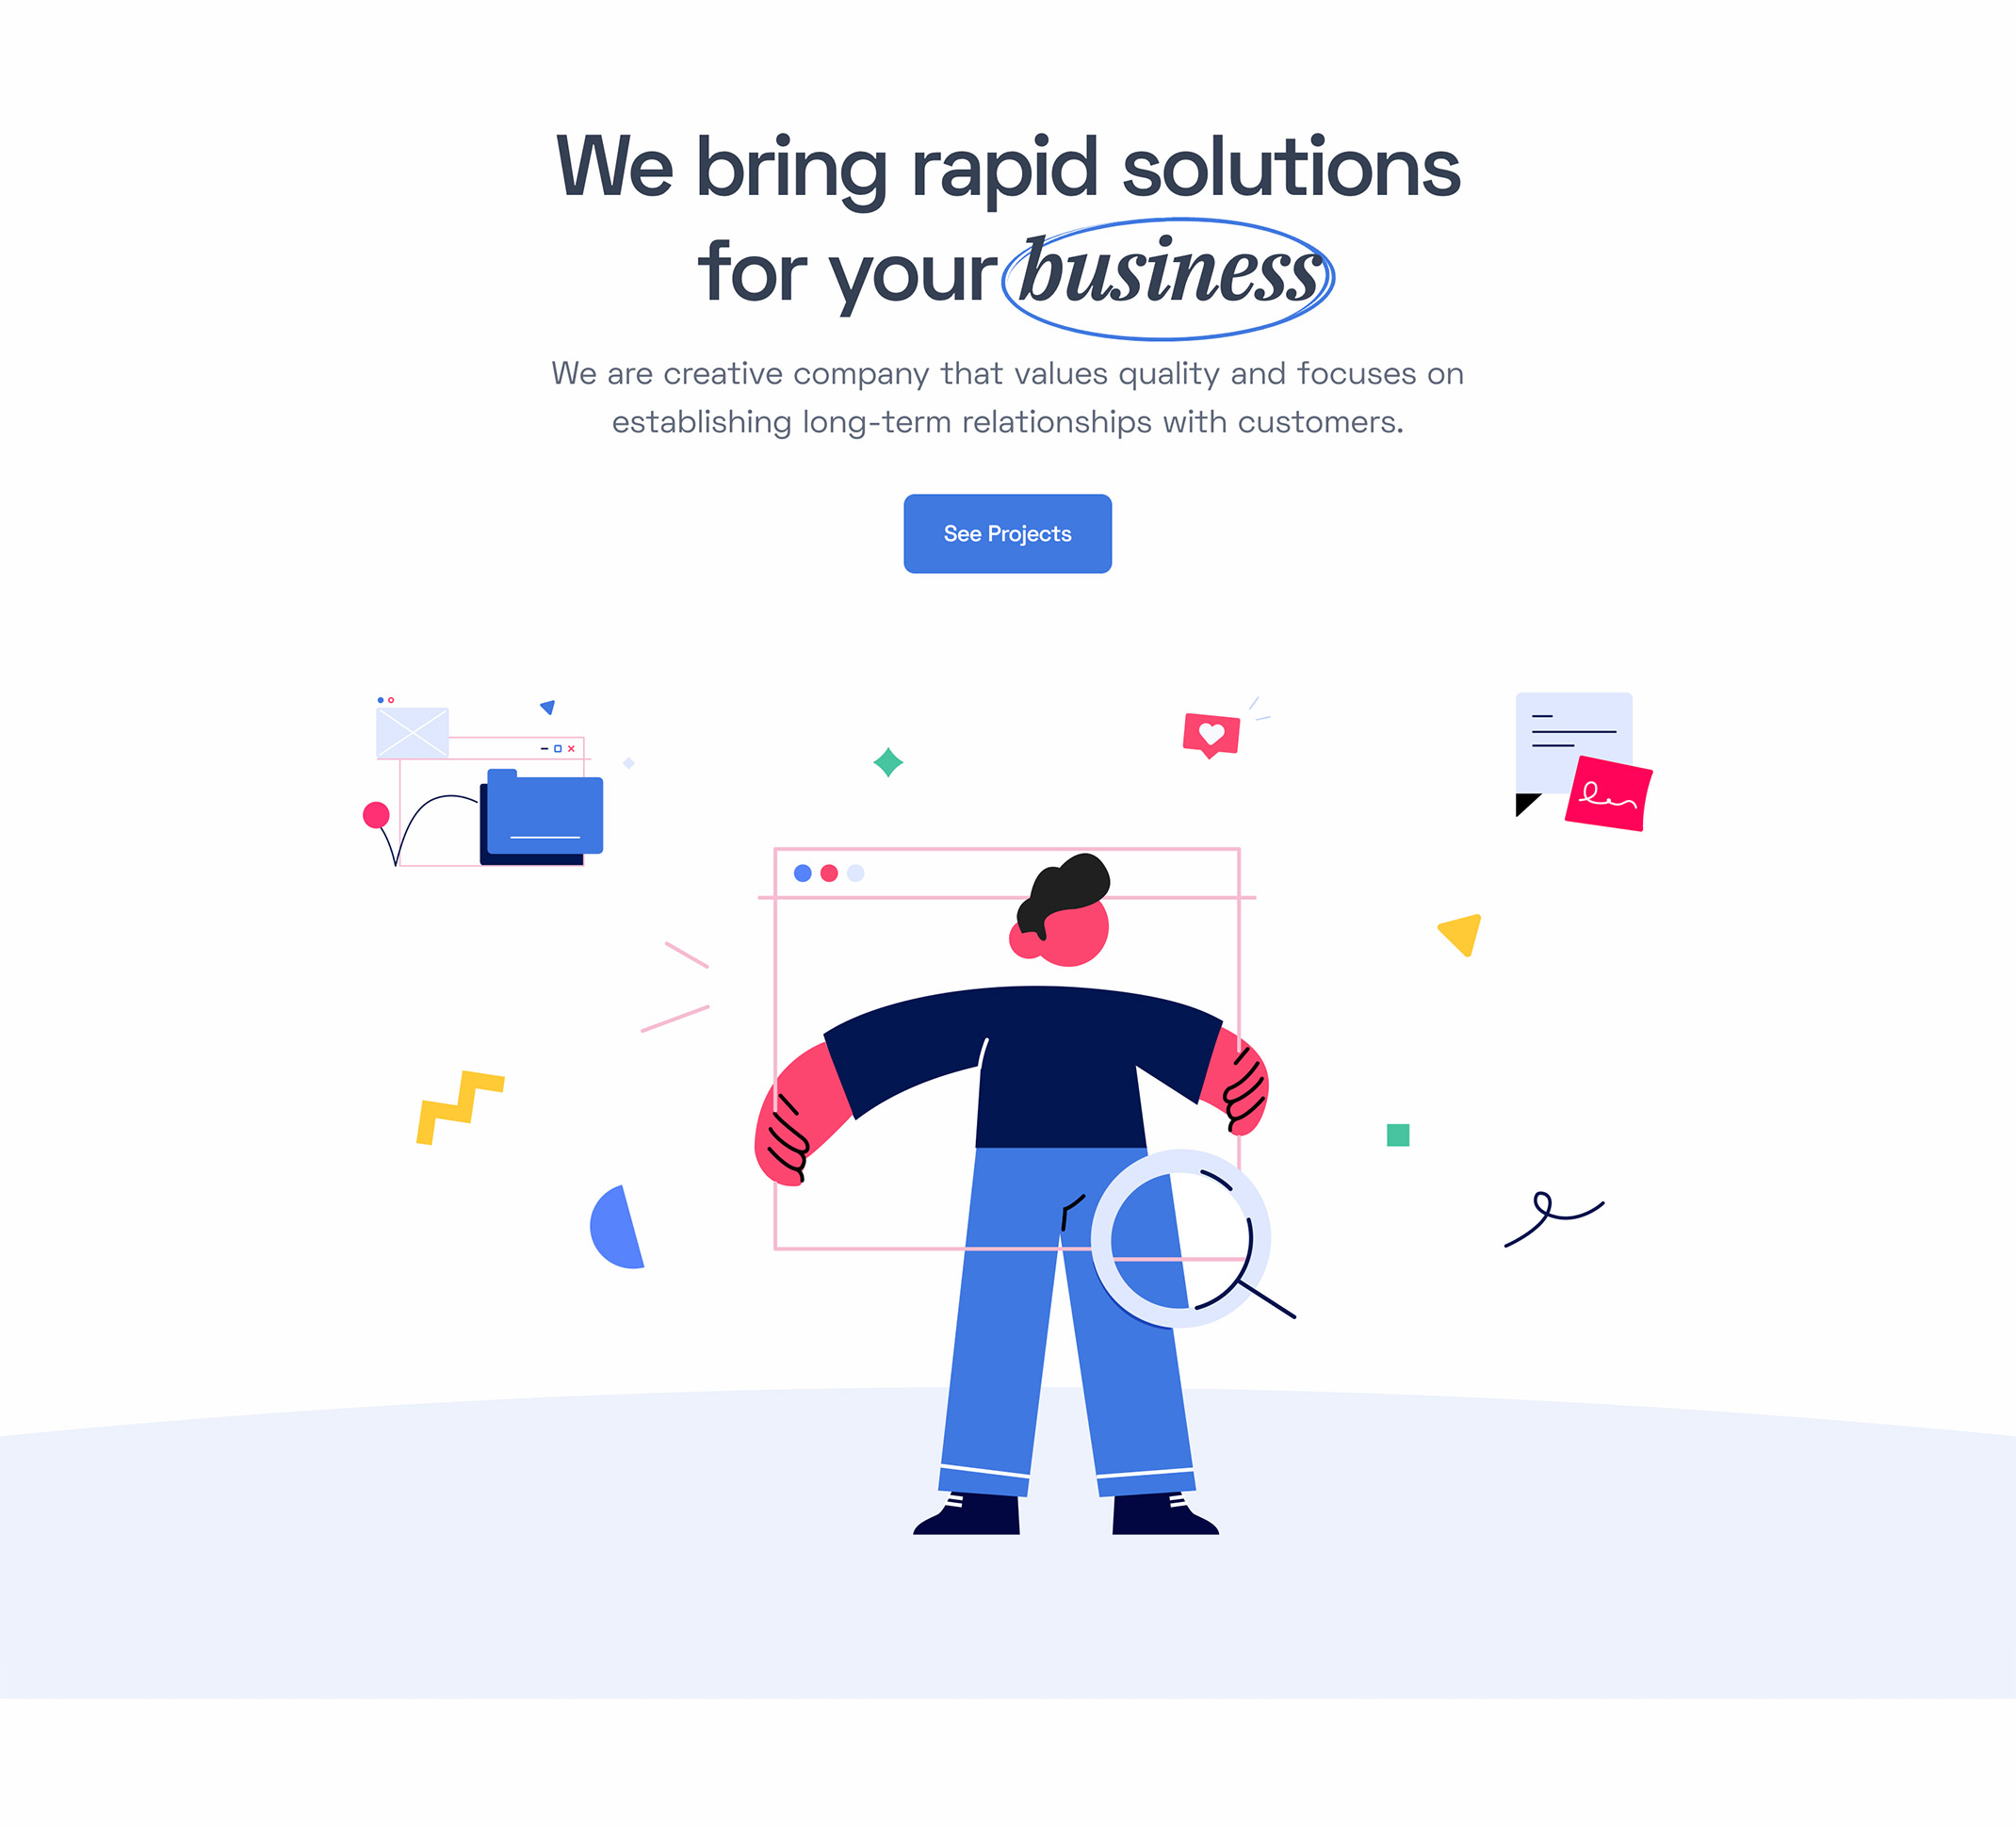 We bring rapid solutions
for your business
We are creative company that values quality and focuses on
establishing long-term relationships with customers.
See Projects